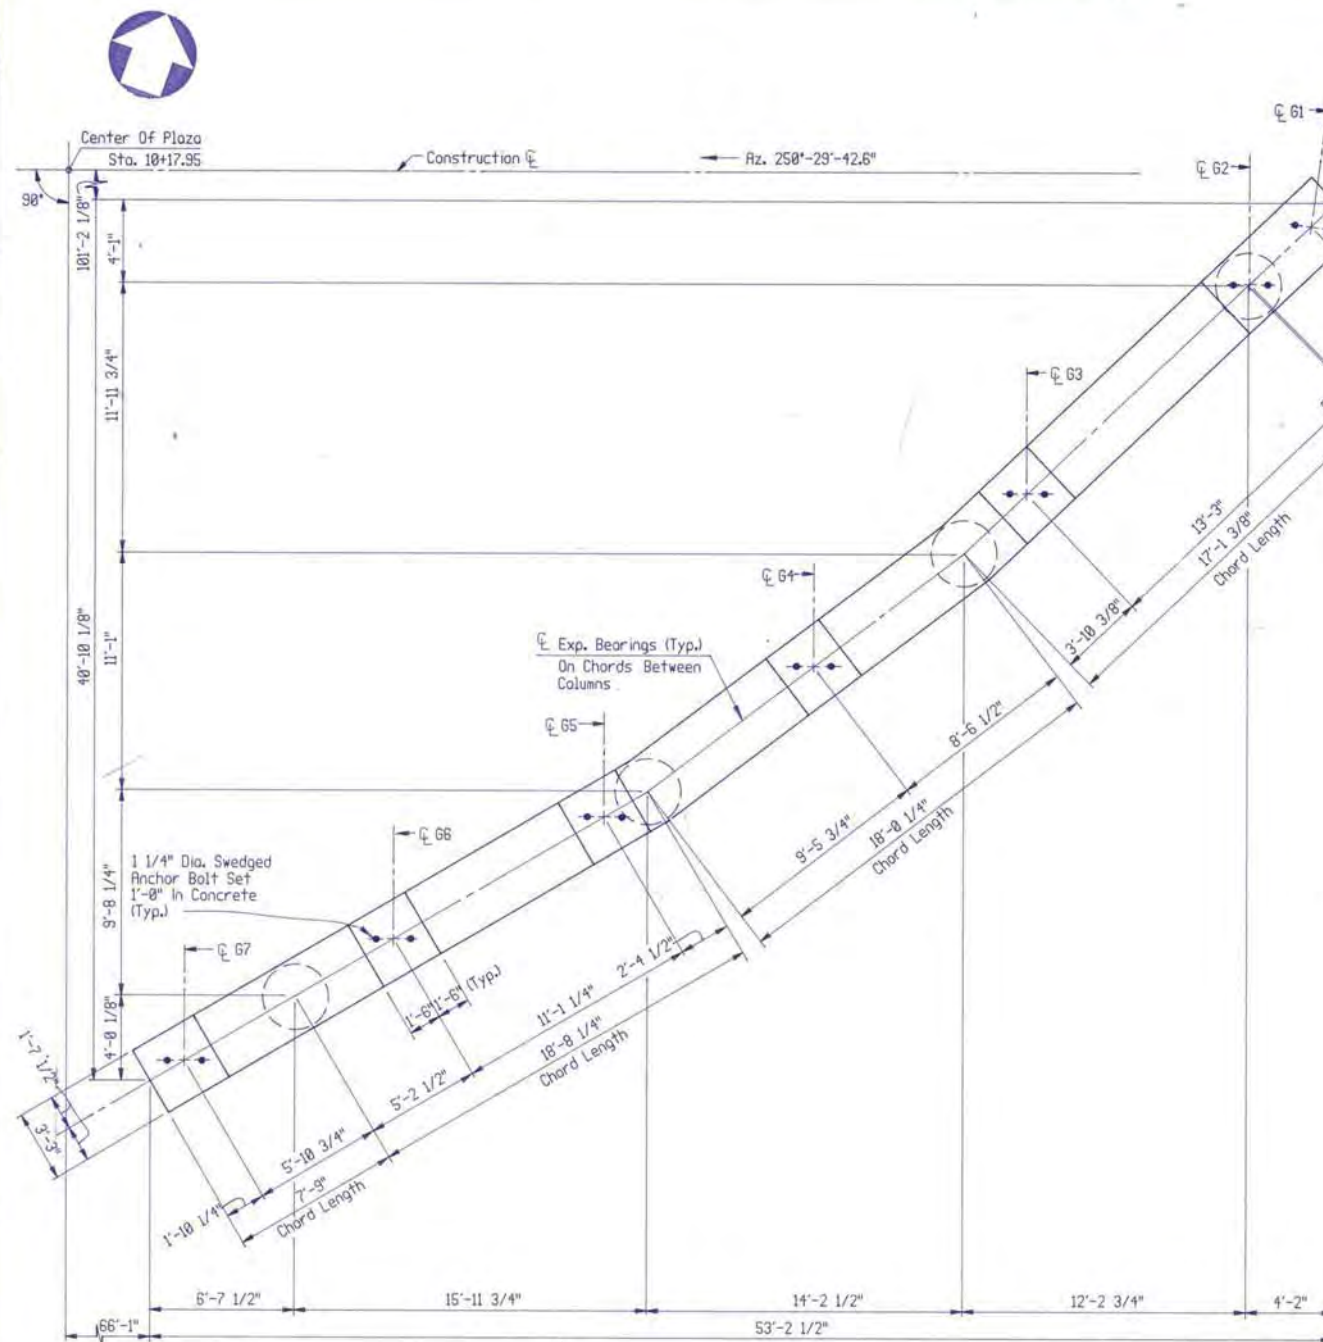 ℄ G1
Center Of Plaza
Sta. 10+17.95
Construction ℄
Az. 250°-29'-42.6"
℄ G2
90°
101'-2 1/8"
4'-1"
11'-11 3/4"
℄ G3
13'-3"
17'-1 3/8"
Chord Length
3'-10 3/8"
℄ G4
40'-10 1/8"
11'-1"
℄ Exp. Bearings (Typ.)
On Chords Between
Columns
℄ G5
8'-6 1/2"
9'-5 3/4"
18'-0 1/4"
Chord Length
℄ G6
1 1/4" Dia. Swedged
Anchor Bolt Set
1'-0" In Concrete
(Typ.)
9'-8 1/4"
℄ G7
2'-4 1/2"
1'-6" 1'-6" (Typ.)
11'-1 1/4"
18'-8 1/4"
Chord Length
4'-0 1/8"
1'-7 1/2"
3'-3"
5'-2 1/2"
5'-10 3/4"
7'-9"
Chord Length
1'-10 1/4"
6'-7 1/2"
15'-11 3/4"
14'-2 1/2"
12'-2 3/4"
4'-2"
66'-1"
53'-2 1/2"